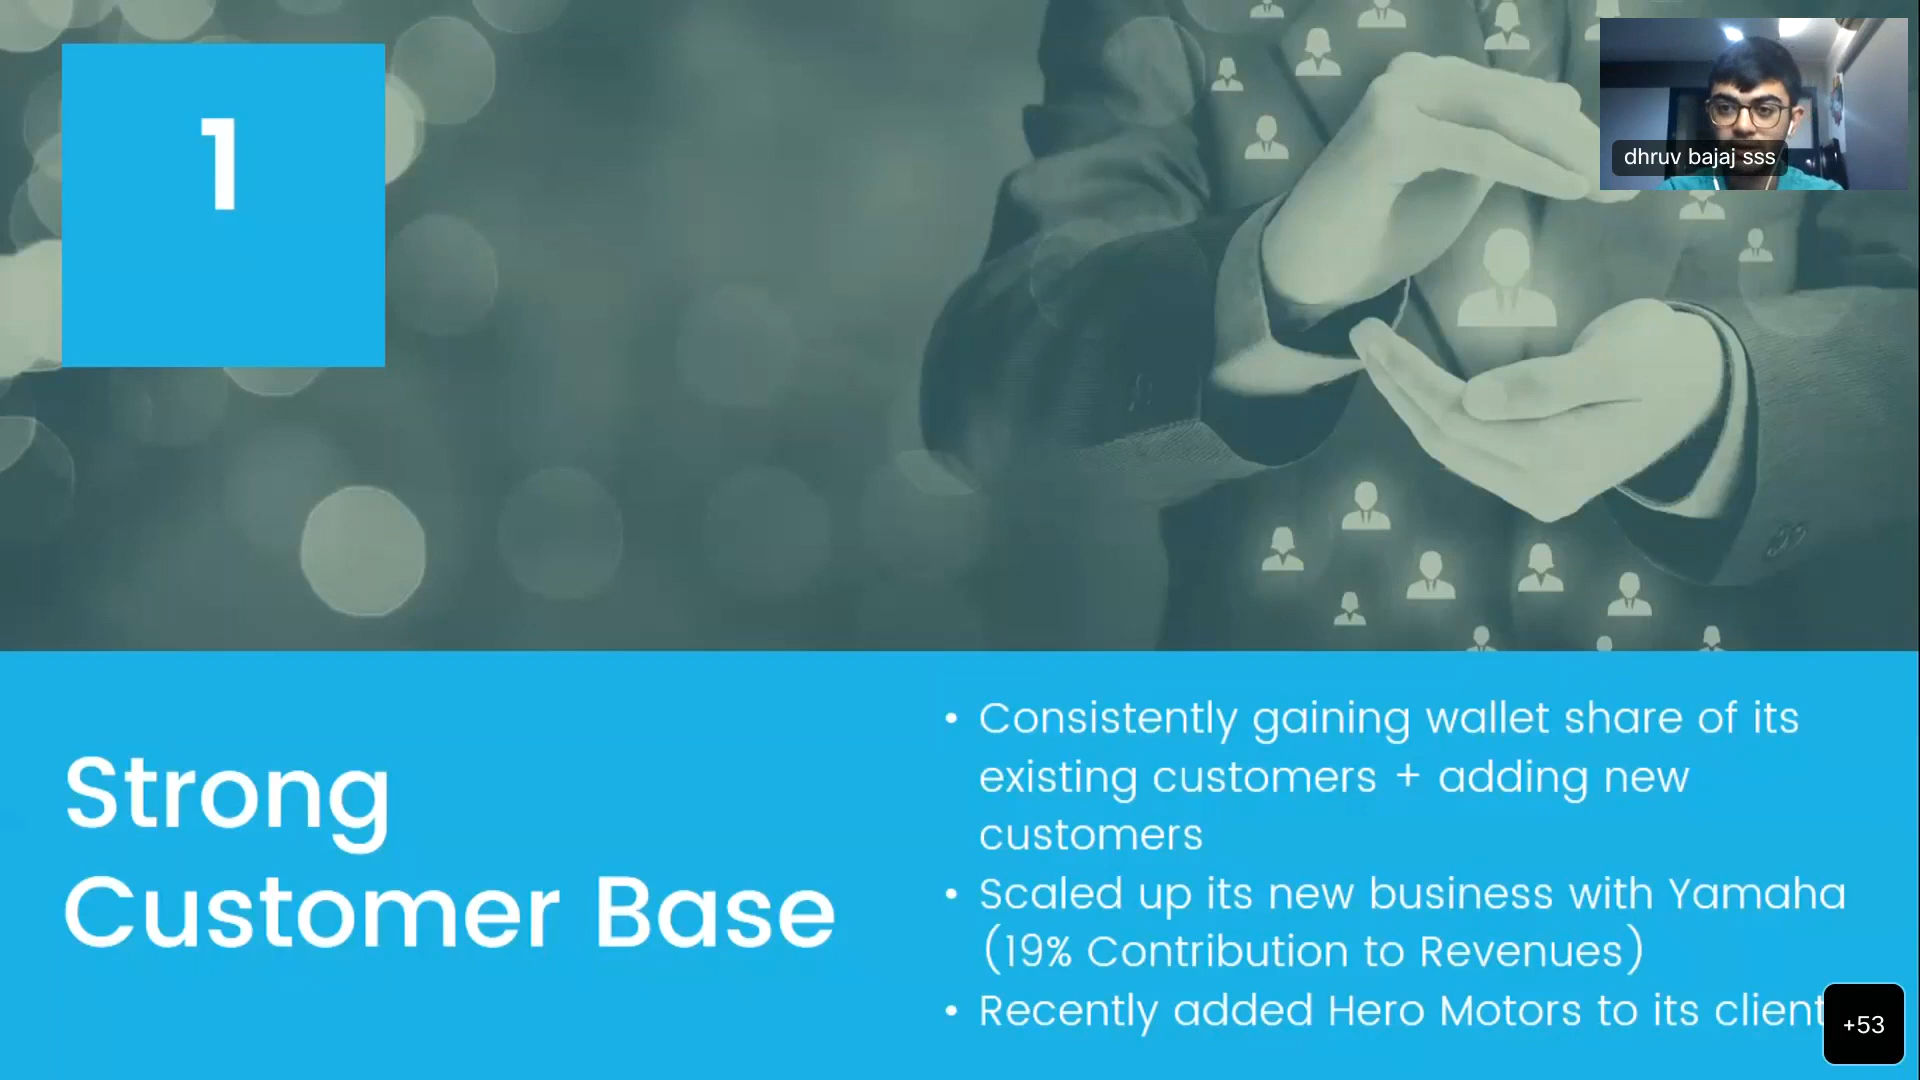 1
dhruv bajaj sss
Strong
Customer Base
• Consistently gaining wallet share of its
existing customers + adding new
customers
• Scaled up its new business with Yamaha
(19% Contribution to Revenues)
• Recently added Hero Motors to its client
+53